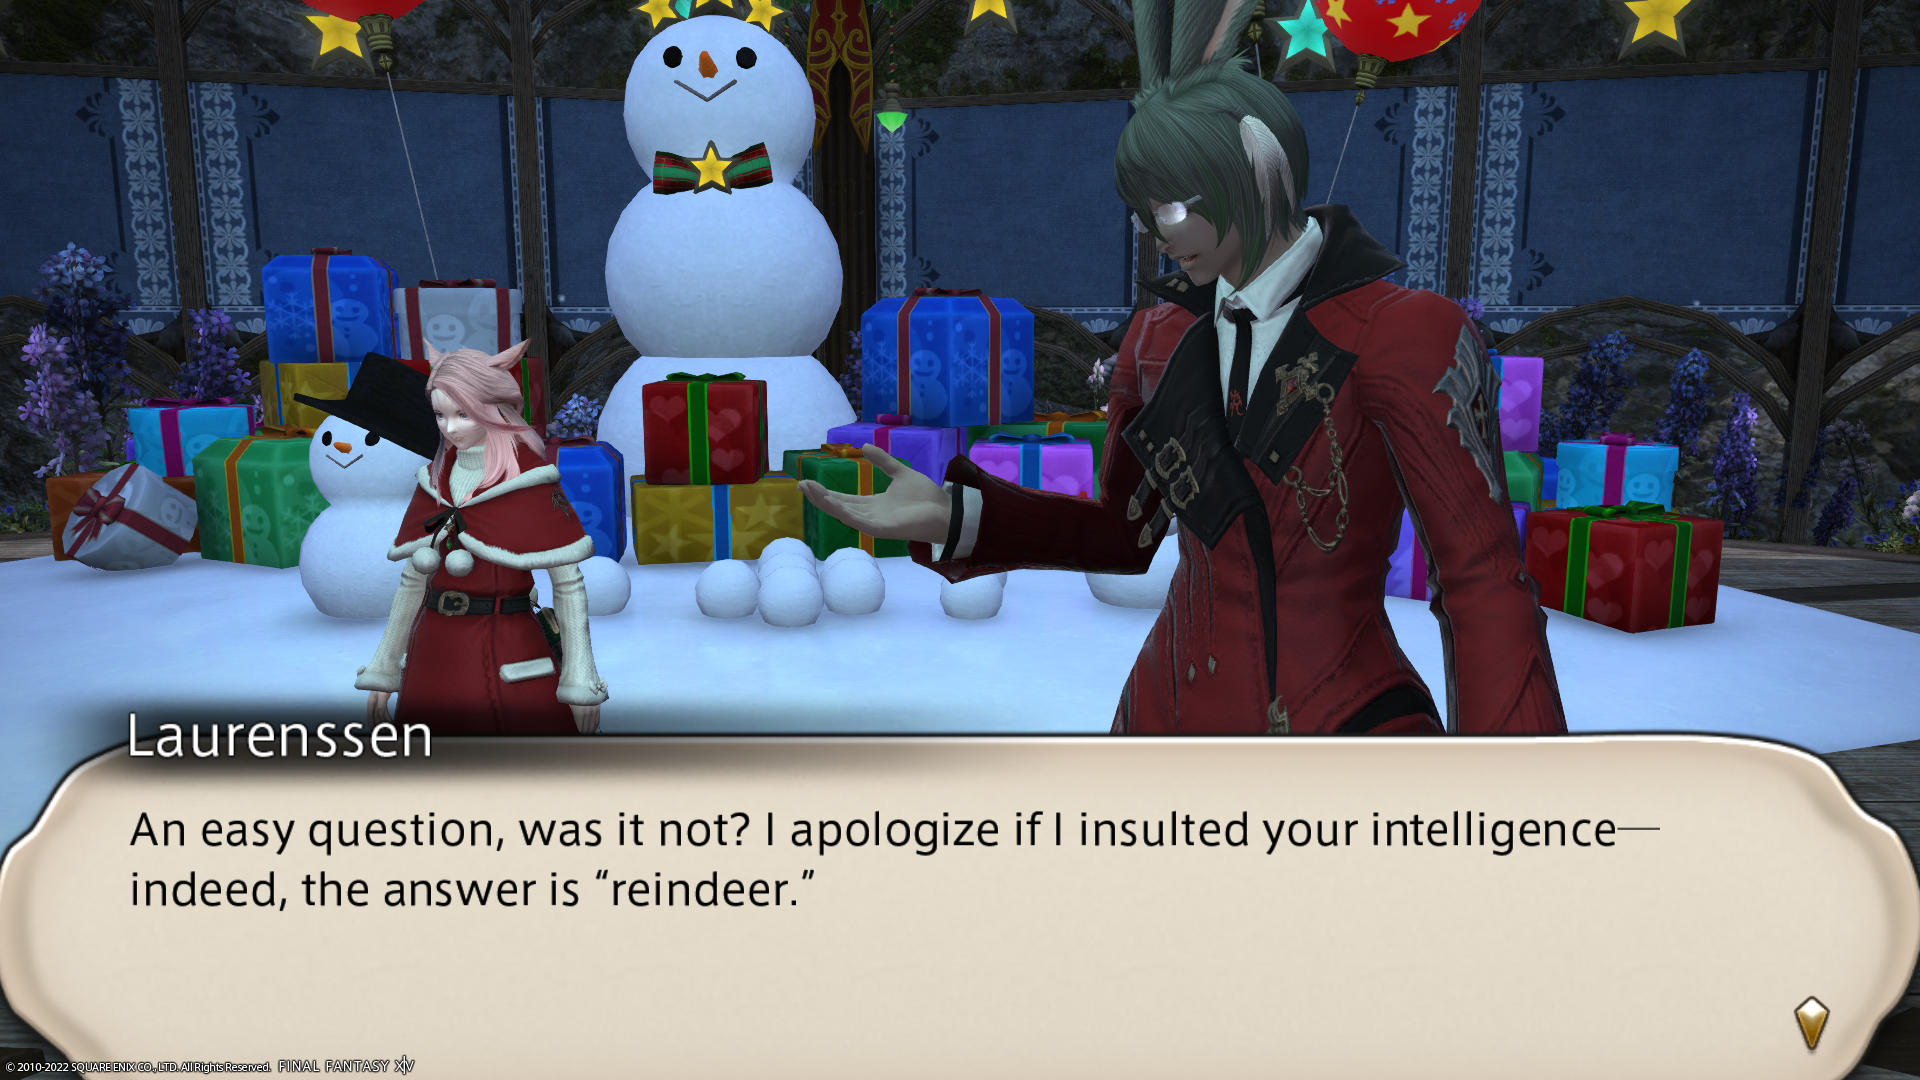 Laurenssen
An easy question, was it not? I apologize if I insulted your intelligence—
indeed, the answer is “reindeer.”
© 2010-2022 SQUARE ENIX CO., LTD. All Rights Reserved. FINAL FANTASY XIV